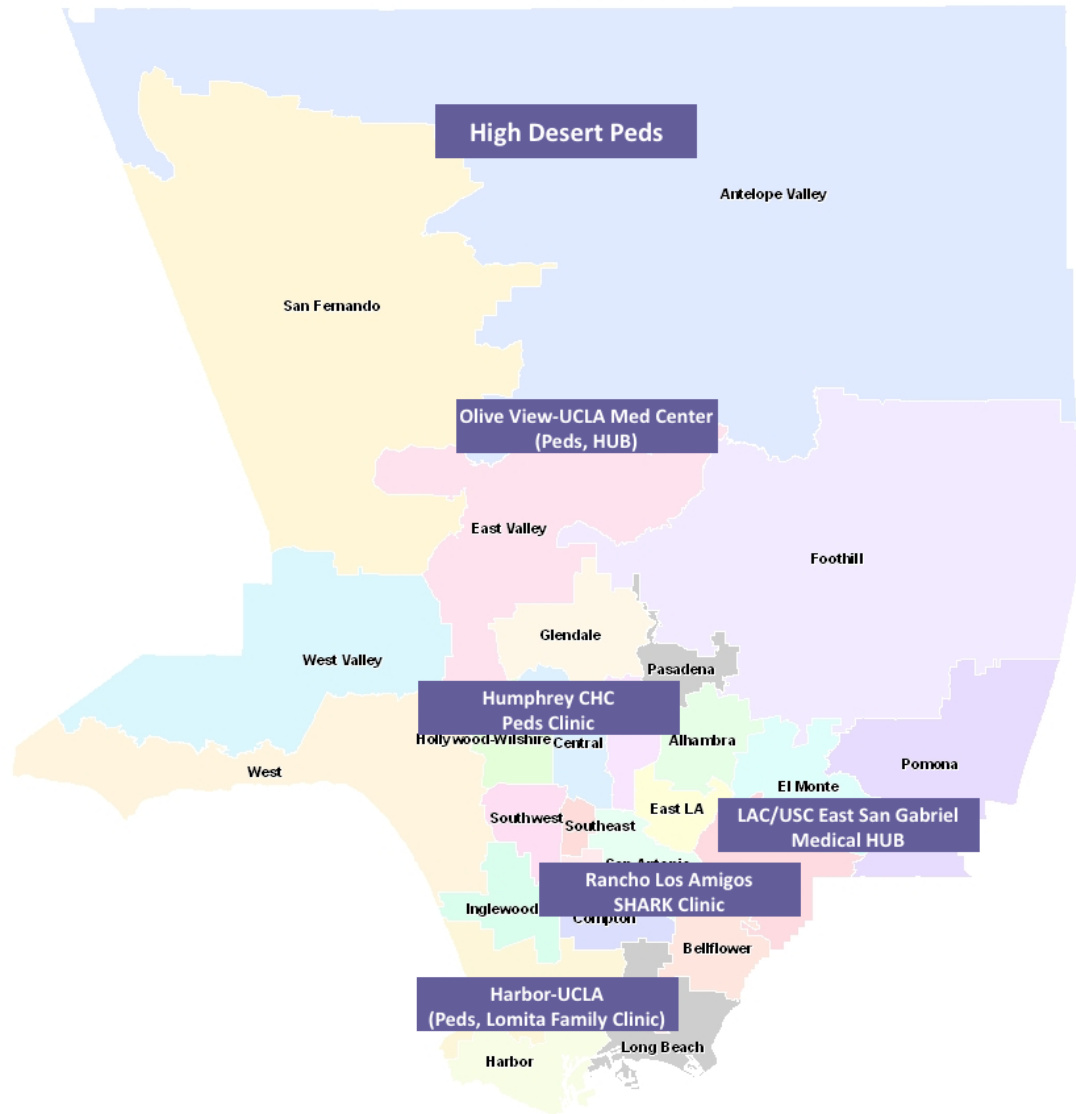 High Desert Peds
Antelope Valley
San Fernando
Olive View-UCLA Med Center
(Peds, HUB)
East Valley
Foothill
Glendale
West Valley
Pasadena
Humphrey CHC
Peds Clinic
Hollywood-Wilshire
Central
Alhambra
West
Pomona
El Monte
East LA
LAC/USC East San Gabriel
Medical HUB
Southwest
Southeast
San Antonio
Rancho Los Amigos
SHARK Clinic
Inglewood
Compton
Bellflower
Harbor-UCLA
(Peds, Lomita Family Clinic)
Long Beach
Harbor